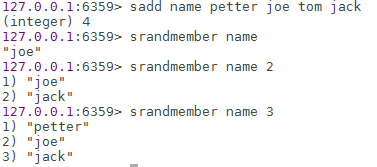 127.0.0.1:6359> sadd name petter joe tom jack
(integer) 4
127.0.0.1:6359> srandmember name
"joe"
127.0.0.1:6359> srandmember name 2
1) "joe"
2) "jack"
127.0.0.1:6359> srandmember name 3
1) "petter"
2) "joe"
3) "jack"